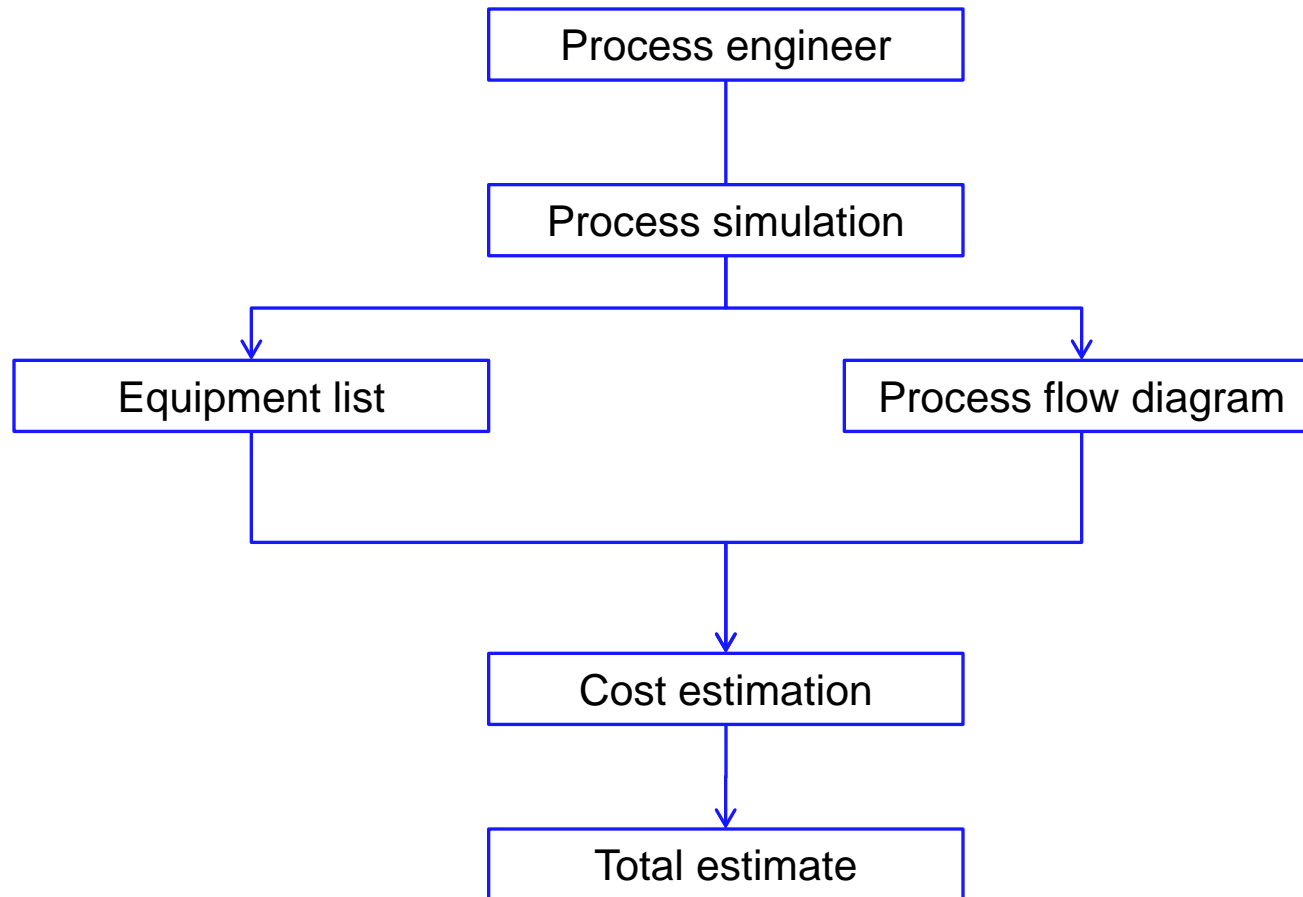 Process engineer
Process simulation
Equipment list
Process flow diagram
Cost estimation
Total estimate